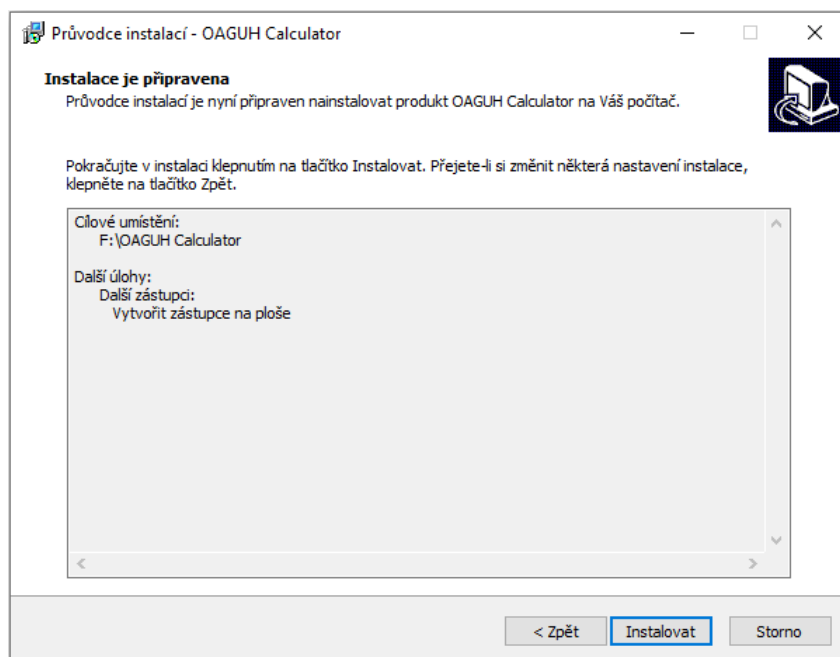 Průvodce instalací - OAGUH Calculator
Instalace je připravena
Průvodce instalací je nyní připraven nainstalovat produkt OAGUH Calculator na Váš počítač.
Pokračujte v instalaci klepnutím na tlačítko Instalovat. Přejete-li si změnit některá nastavení instalace,
klepněte na tlačítko Zpět.
Cílové umístění:
F:\OAGUH Calculator
Další úlohy:
Další zástupci:
Vytvořit zástupce na ploše
< Zpět
Instalovat
Storno